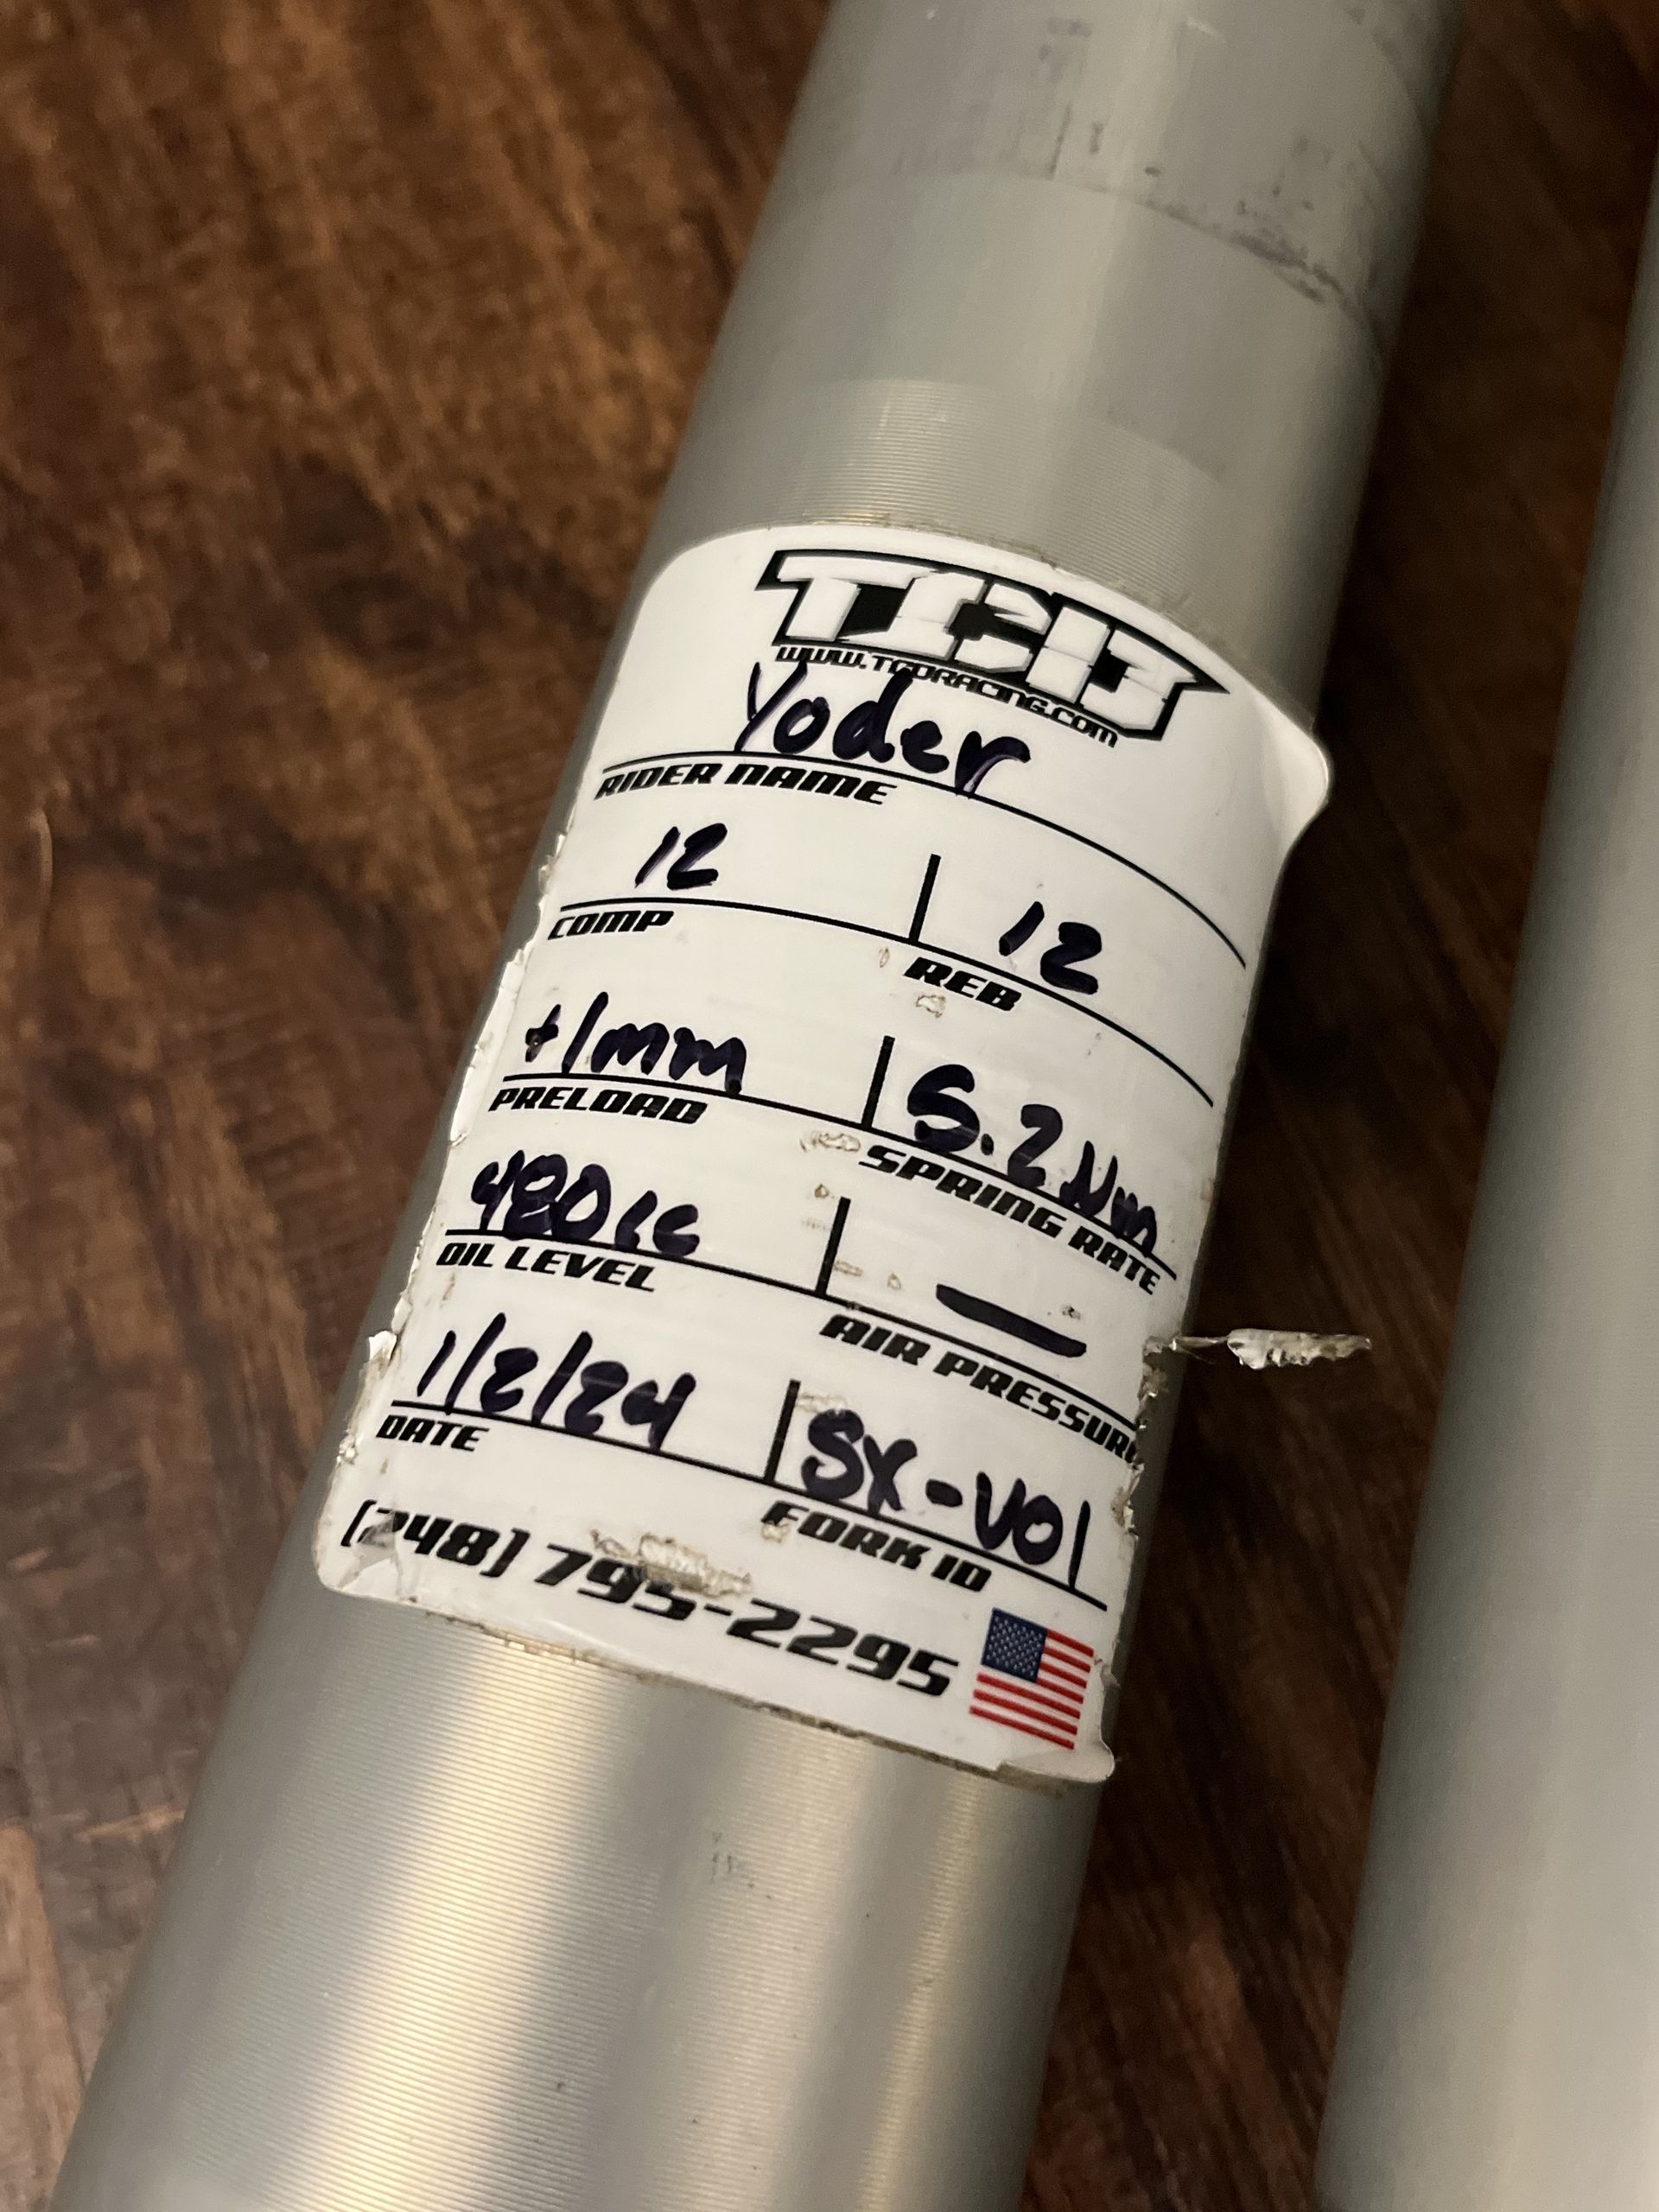 TCD
WWW.TCDRACING.COM
Yoder
RIDER NAME
12 12
COMP REB
+1mm 5.2Nm
PRELOAD SPRING RATE
480cc —
OIL LEVEL AIR PRESSURE
1/2/24 SX-V01
DATE FORK ID
(248) 795-2295